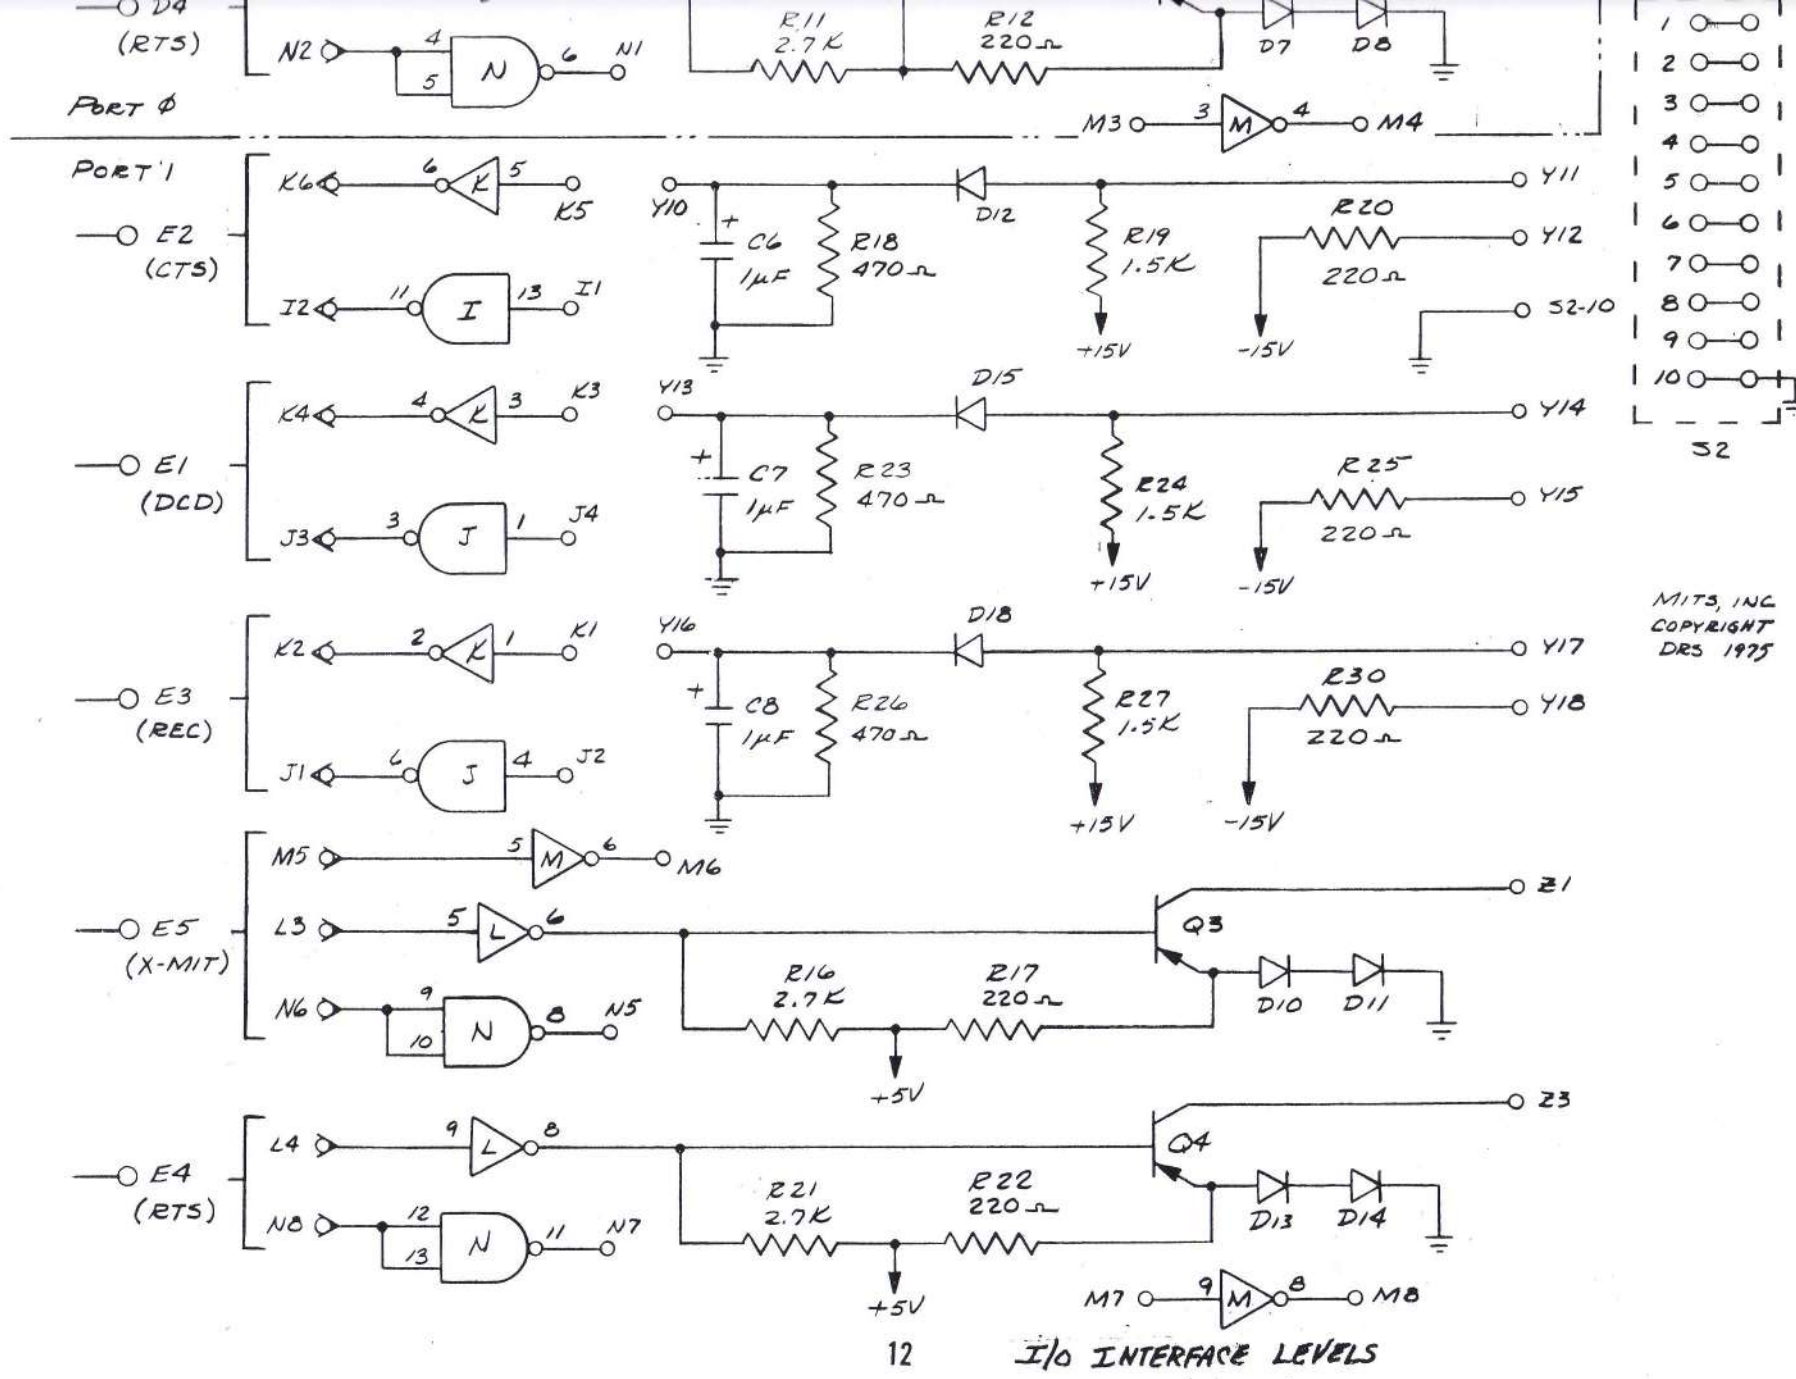 D4
(RTS)
N2 4 5 N 6 N1
R11
2.7K
R12
220Ω
D7 D8
PORT Ø
M3 3 M 4 M4
1
2
3
4
5
6
7
8
9
10
S2
PORT 1
K6 6 K 5 K5
E2
(CTS)
I2 11 I 13 I1
Y10
+
C6
1µF
R18
470Ω
D12
R19
1.5K
+15V
Y11
R20
220Ω
-15V
Y12
S2-10
K4 4 K 3 K3
E1
(DCD)
J3 3 J 1 J4
Y13
+
C7
1µF
R23
470Ω
D15
R24
1.5K
+15V
Y14
R25
220Ω
-15V
Y15
MITS, INC
COPYRIGHT
DRS 1975
K2 2 K 1 K1
E3
(REC)
J1 6 J 4 J2
Y16
+
C8
1µF
R26
470Ω
D18
R27
1.5K
+15V
Y17
R30
220Ω
-15V
Y18
M5 5 M 6 M6
E5
(X-MIT)
L3 5 L 6
Q3
Z1
R16
2.7K
R17
220Ω
+5V
D10 D11
N6 9 10 N 8 N5
L4 9 L 8
E4
(RTS)
Q4
Z3
R21
2.7K
R22
220Ω
+5V
D13 D14
N8 12 13 N 11 N7
M7 9 M 8 M8
12
I/O INTERFACE LEVELS